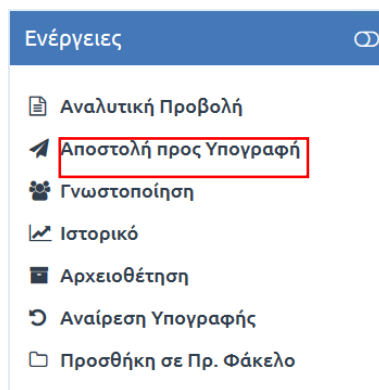 Ενέργειες
Αναλυτική Προβολή
Αποστολή προς Υπογραφή
Γνωστοποίηση
Ιστορικό
Αρχειοθέτηση
Αναίρεση Υπογραφής
Προσθήκη σε Πρ. Φάκελο